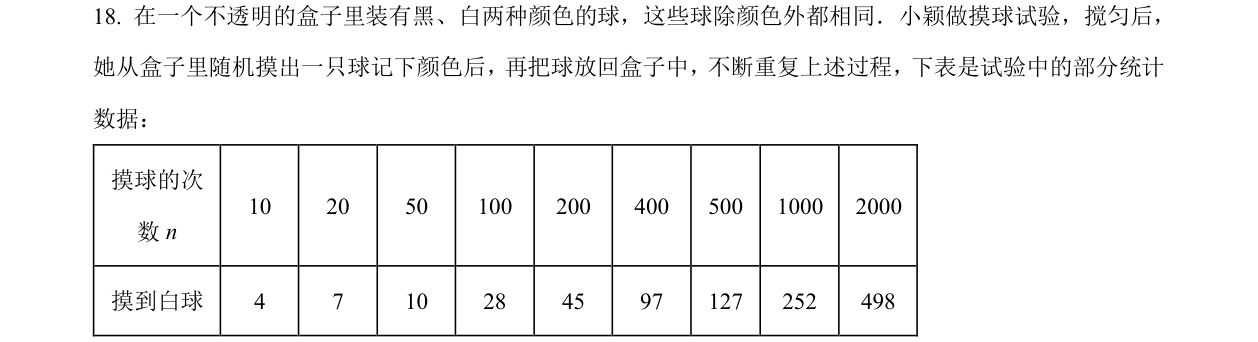 18. 在一个不透明的盒子里装有黑、白两种颜色的球，这些球除颜色外都相同．小颖做摸球试验，搅匀后，
她从盒子里随机摸出一只球记下颜色后，再把球放回盒子中，不断重复上述过程，下表是试验中的部分统计
数据：
摸球的次
数 n 10 20 50 100 200 400 500 1000 2000
摸到白球 4 7 10 28 45 97 127 252 498